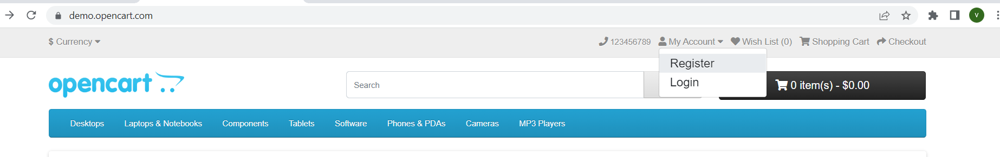 demo.opencart.com
V
$ Currency 123456789 My Account Wish List (0) Shopping Cart Checkout
Register
Login
opencart
Search
0 item(s) - $0.00
Desktops Laptops & Notebooks Components Tablets Software Phones & PDAs Cameras MP3 Players